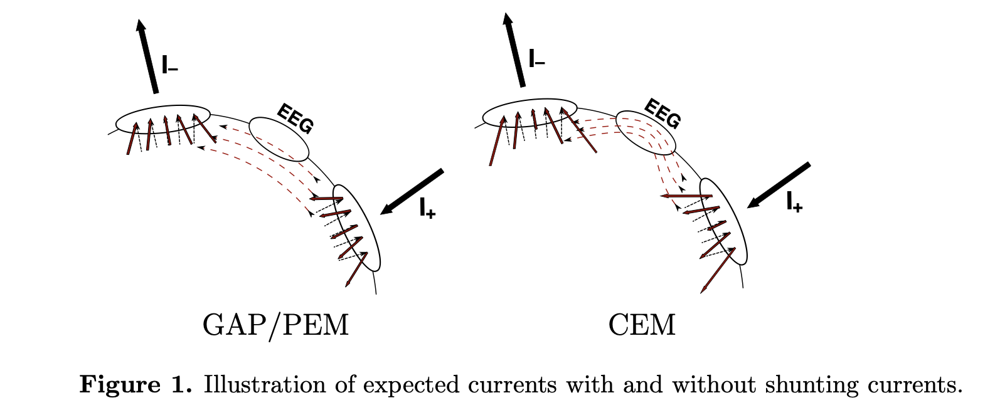 I−
EEG
I+
I−
EEG
I+
GAP/PEM
CEM
Figure 1. Illustration of expected currents with and without shunting currents.